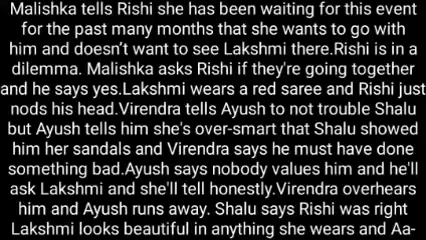 Malishka tells Rishi she has been waiting for this event
for the past many months that she wants to go with
him and doesn't want to see Lakshmi there.Rishi is in a
dilemma. Malishka asks Rishi if they're going together
and he says yes.Lakshmi wears a red saree and Rishi just
nods his head.Virendra tells Ayush to not trouble Shalu
but Ayush tells him she's over-smart that Shalu showed
him her sandals and Virendra says he must have done
something bad.Ayush says nobody values him and he'll
ask Lakshmi and she'll tell honestly.Virendra overhears
him and Ayush runs away. Shalu says Rishi was right
Lakshmi looks beautiful in anything she wears and Aa-